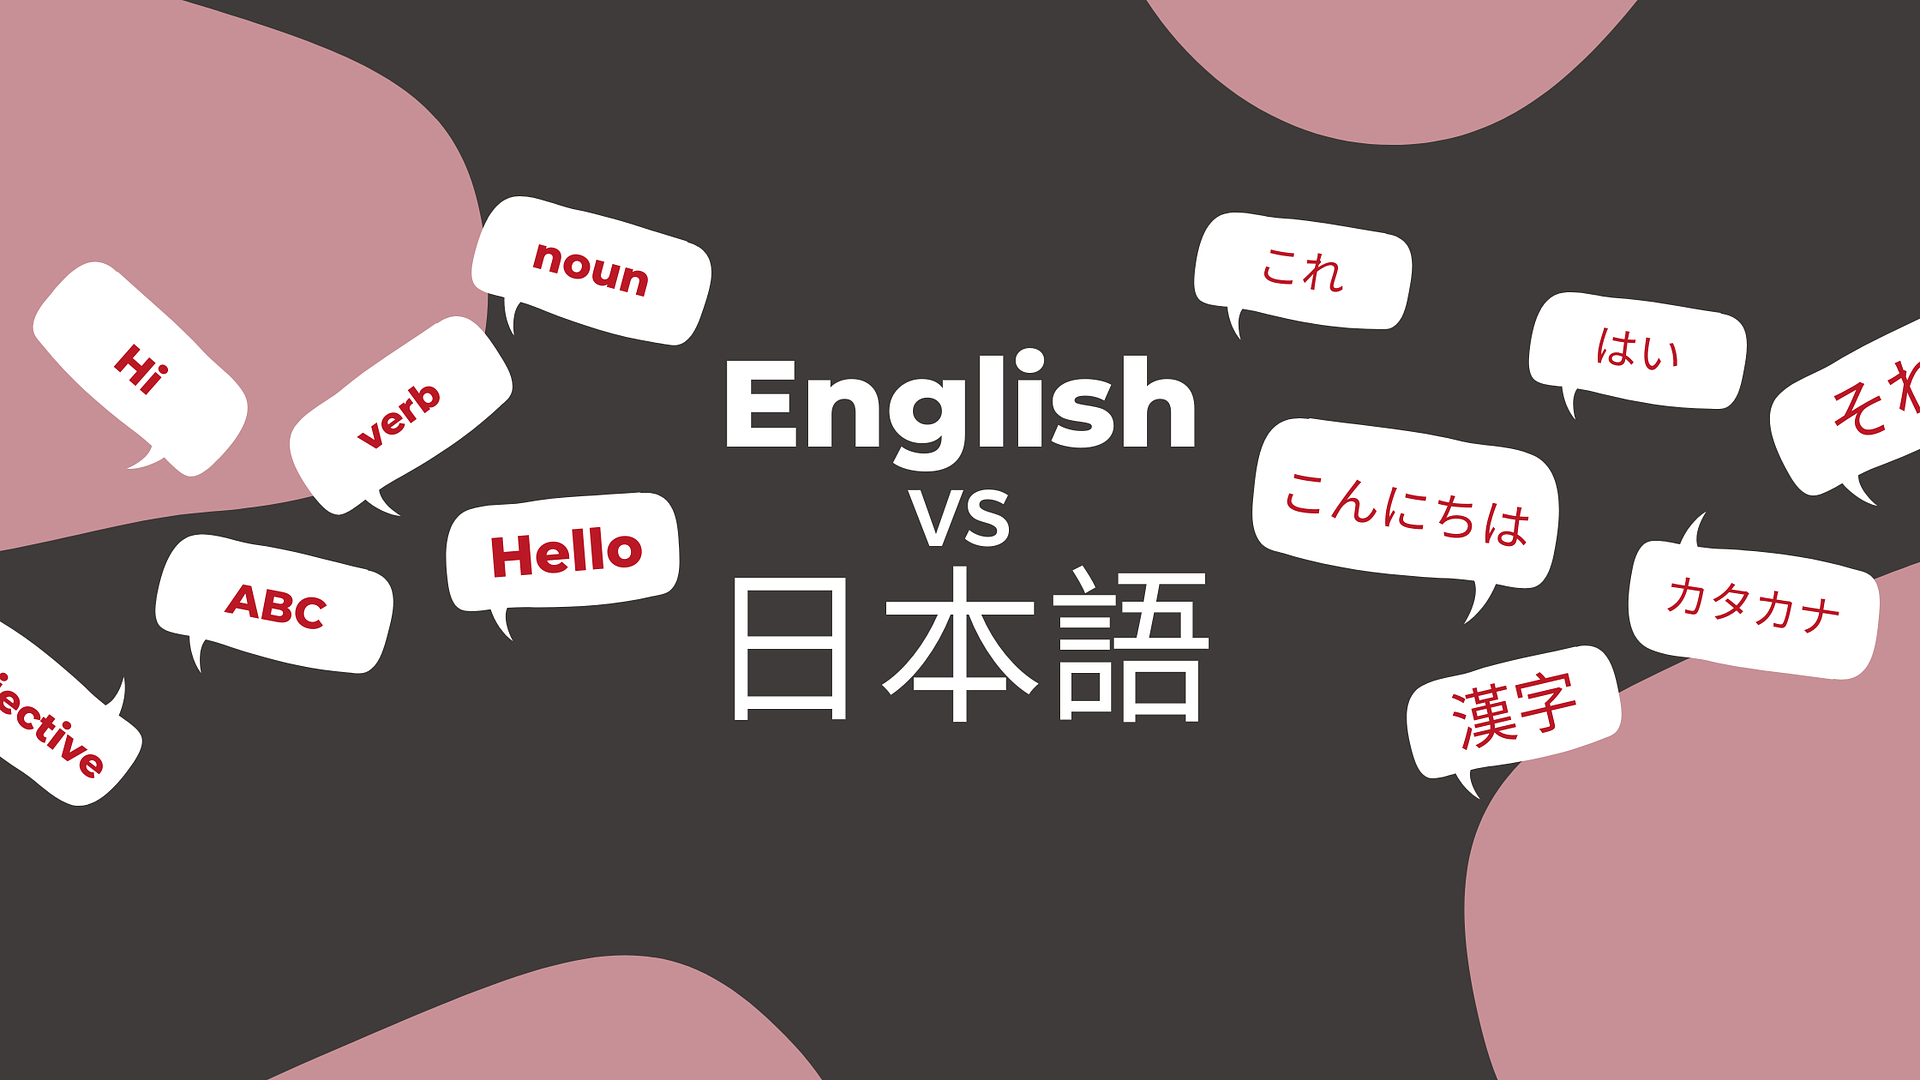 noun
Hi
verb
Hello
ABC
jective
English
VS
日本語
これ
はい
それ
こんにちは
カタカナ
漢字